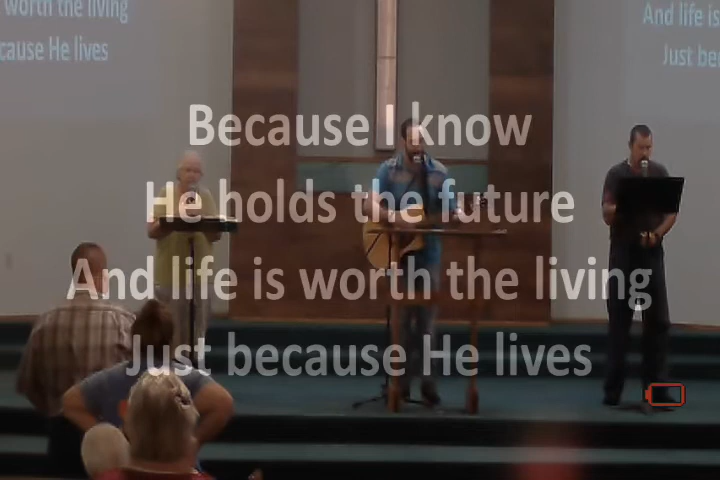 worth the living
cause He lives
And life is
Just be
Because I know
He holds the future
And life is worth the living
Just because He lives